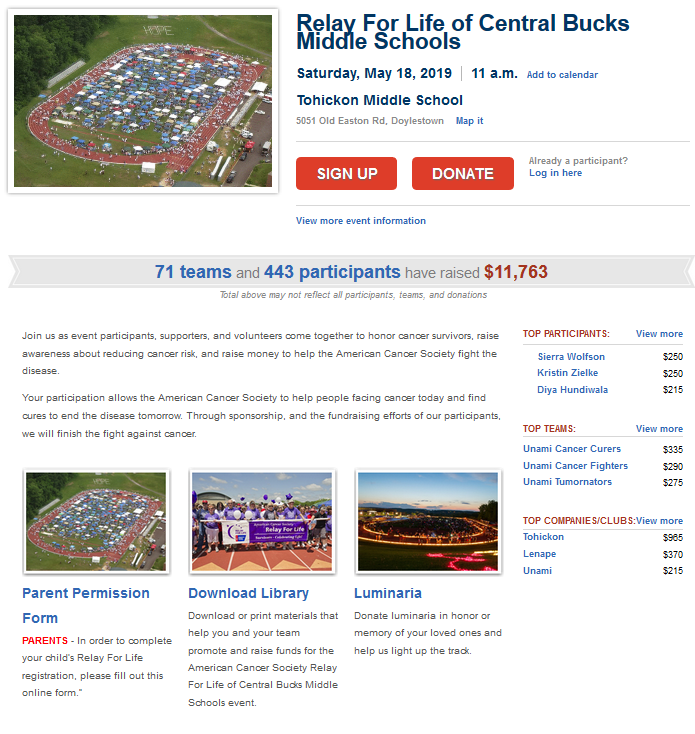 HOPE
Relay For Life of Central Bucks
Middle Schools
Saturday, May 18, 2019 11 a.m. Add to calendar
Tohickon Middle School
5051 Old Easton Rd, Doylestown Map it
SIGN UP DONATE
Already a participant?
Log in here
View more event information
71 teams and 443 participants have raised $11,763
Total above may not reflect all participants, teams, and donations
Join us as event participants, supporters, and volunteers come together to honor cancer survivors, raise
awareness about reducing cancer risk, and raise money to help the American Cancer Society fight the
disease.
Your participation allows the American Cancer Society to help people facing cancer today and find
cures to end the disease tomorrow. Through sponsorship, and the fundraising efforts of our participants,
we will finish the fight against cancer.
TOP PARTICIPANTS: View more
Sierra Wolfson $250
Kristin Zielke $250
Diya Hundiwala $215
TOP TEAMS: View more
Unami Cancer Curers $335
Unami Cancer Fighters $290
Unami Tumornators $275
TOP COMPANIES/CLUBS: View more
Tohickon $965
Lenape $370
Unami $215
HOPE
American Cancer Society
Relay For Life
Survivors - Celebrating Life!
Parent Permission
Form
PARENTS - In order to complete
your child's Relay For Life
registration, please fill out this
online form."
Download Library
Download or print materials that
help you and your team
promote and raise funds for the
American Cancer Society Relay
For Life of Central Bucks Middle
Schools event.
Luminaria
Donate luminaria in honor or
memory of your loved ones and
help us light up the track.